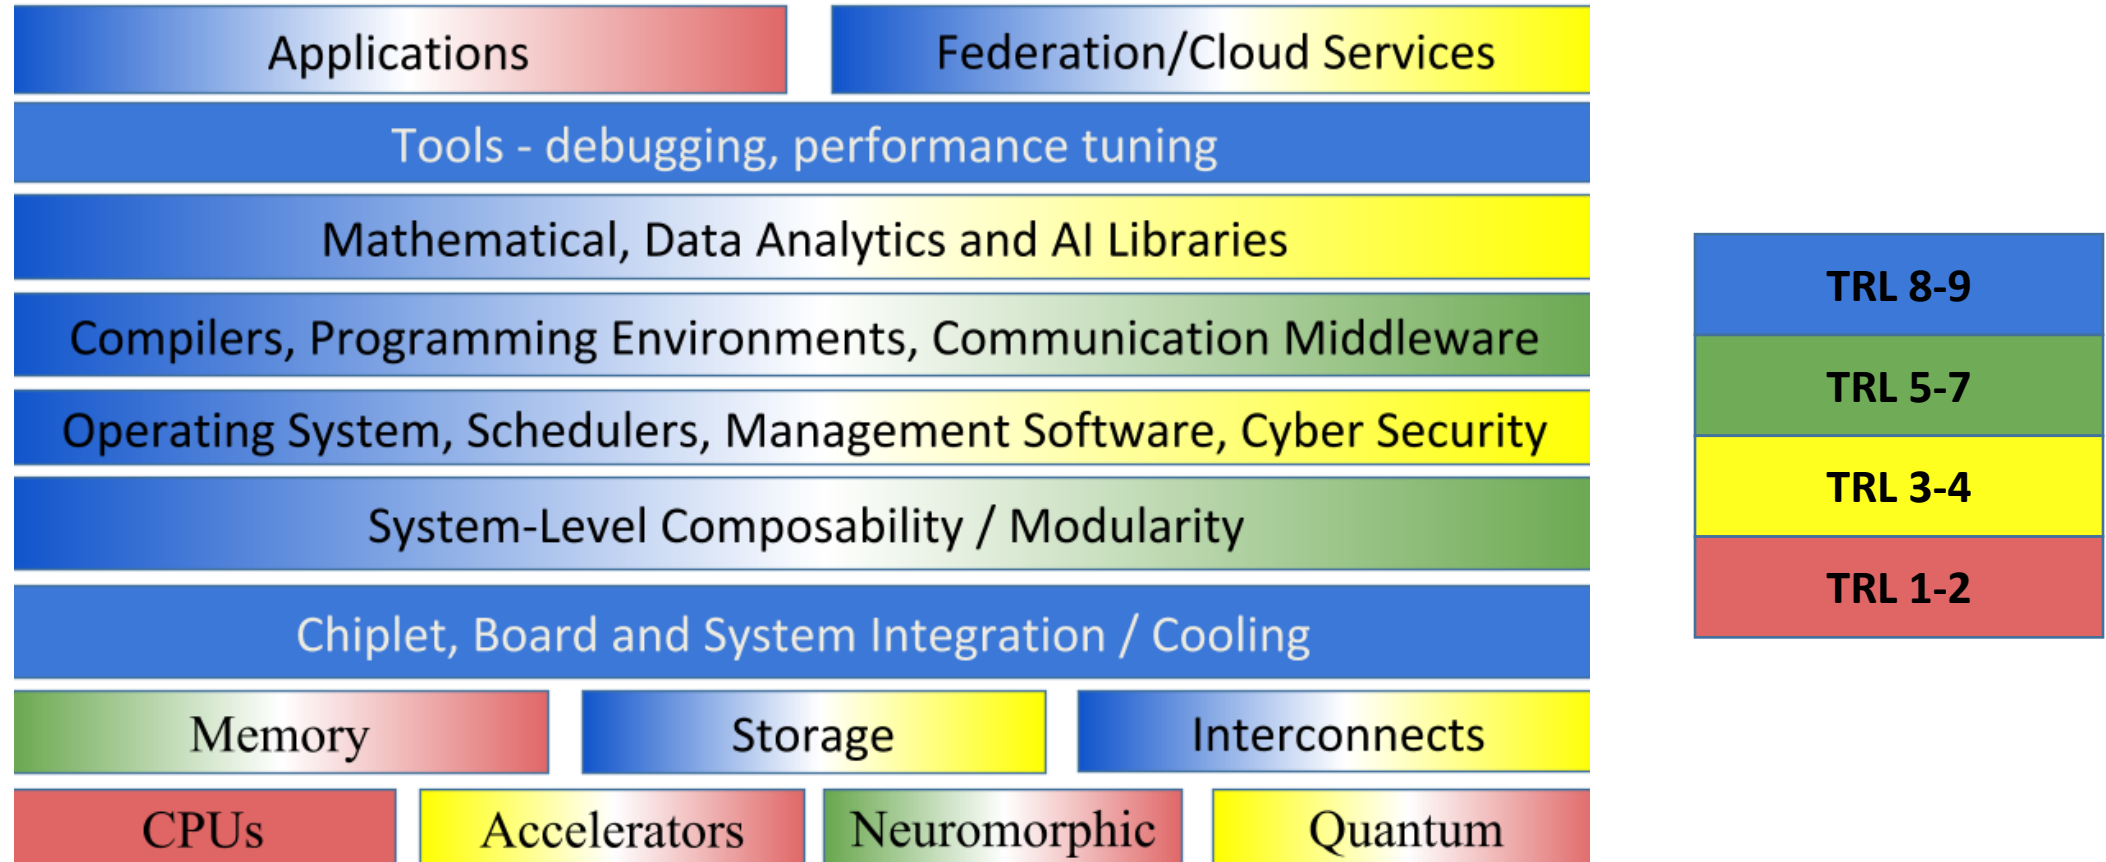 Applications
Federation/Cloud Services
Tools - debugging, performance tuning
Mathematical, Data Analytics and AI Libraries
Compilers, Programming Environments, Communication Middleware
Operating System, Schedulers, Management Software, Cyber Security
System-Level Composability / Modularity
Chiplet, Board and System Integration / Cooling
Memory
Storage
Interconnects
CPUs
Accelerators
Neuromorphic
Quantum
TRL 8-9
TRL 5-7
TRL 3-4
TRL 1-2